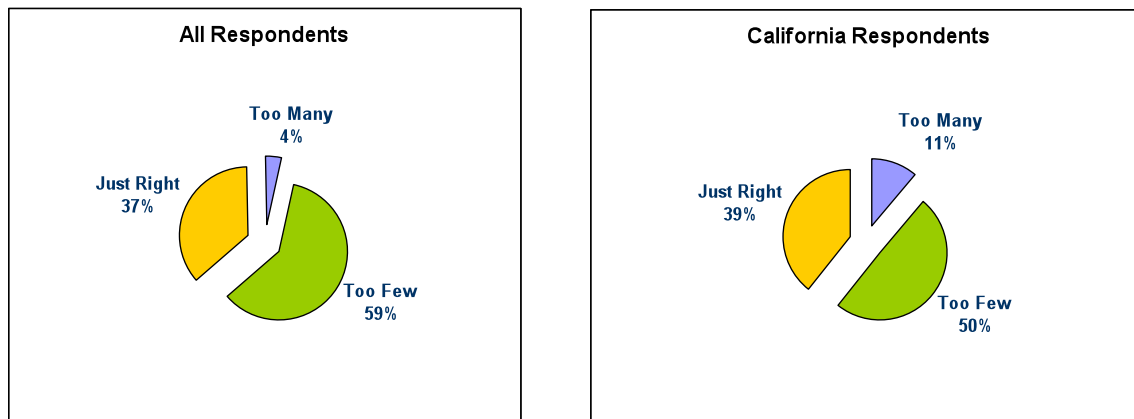 All Respondents
Too Many
4%
Just Right
37%
Too Few
59%
California Respondents
Too Many
11%
Just Right
39%
Too Few
50%